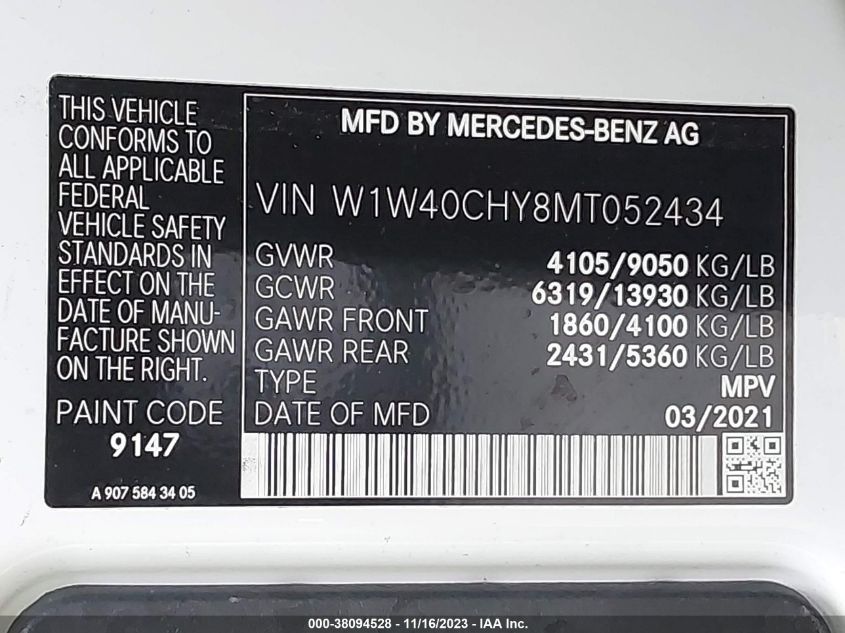 THIS VEHICLE
CONFORMS TO
ALL APPLICABLE
FEDERAL
VEHICLE SAFETY
STANDARDS IN
EFFECT ON THE
DATE OF MANU-
FACTURE SHOWN
ON THE RIGHT.
PAINT CODE
9147
A 907 584 34 05
MFD BY MERCEDES-BENZ AG
VIN W1W40CHY8MT052434
GVWR 4105/9050 KG/LB
GCWR 6319/13930 KG/LB
GAWR FRONT 1860/4100 KG/LB
GAWR REAR 2431/5360 KG/LB
TYPE MPV
DATE OF MFD 03/2021
000-38094528 - 11/16/2023 - IAA Inc.